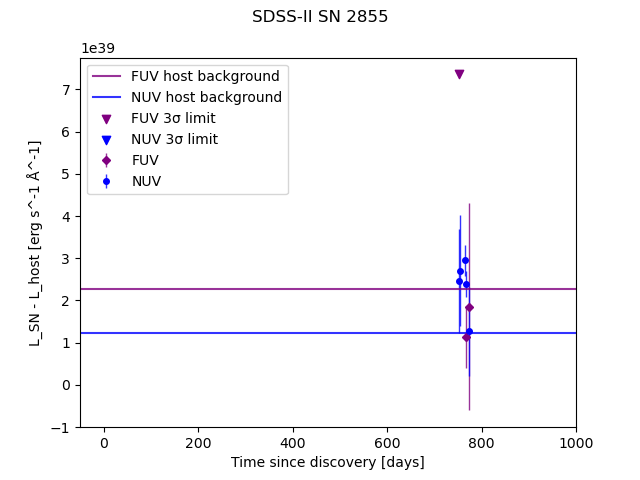 SDSS-II SN 2855
1e39
FUV host background
NUV host background
FUV 3σ limit
NUV 3σ limit
FUV
NUV
7
6
5
4
3
2
1
0
−1
L_SN - L_host [erg s^-1 Å^-1]
0 200 400 600 800 1000
Time since discovery [days]